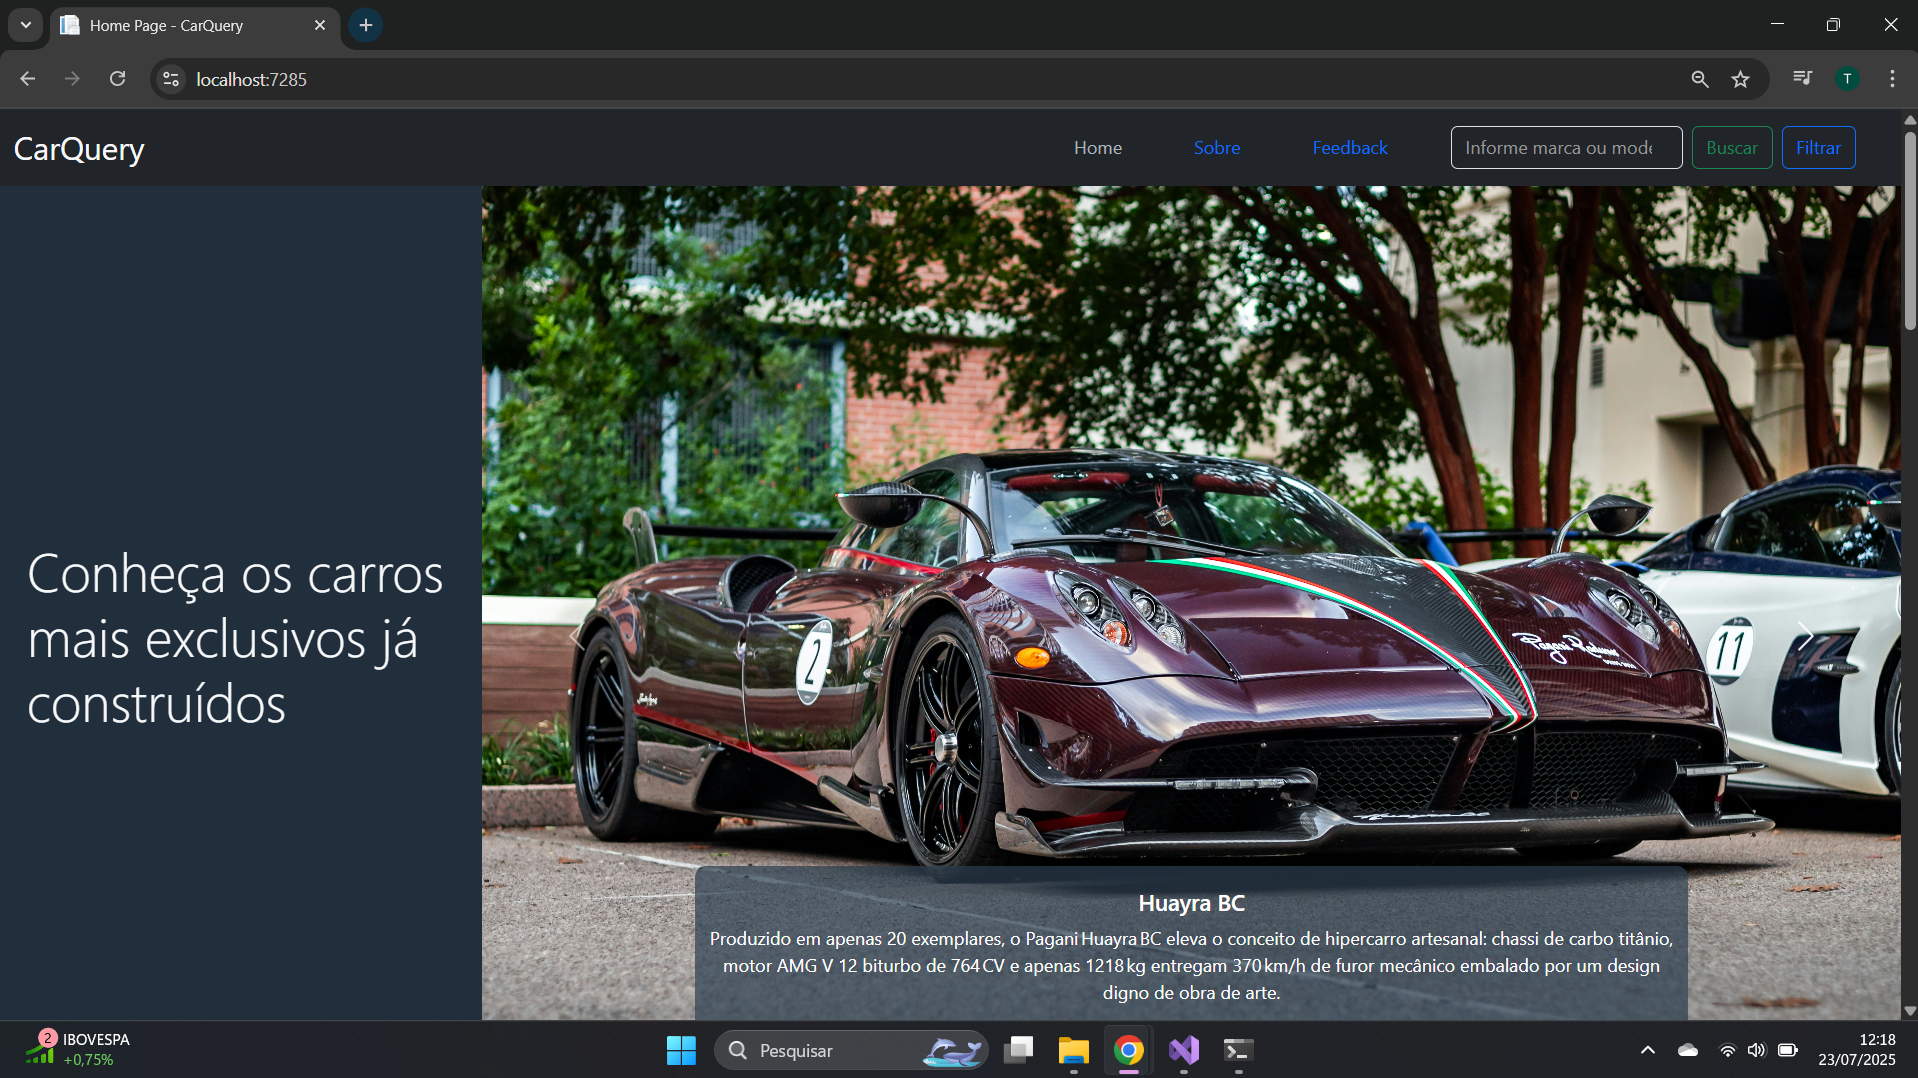 Home Page - CarQuery
localhost:7285
T
CarQuery
Home
Sobre
Feedback
Informe marca ou mode
Buscar
Filtrar
Conheça os carros
mais exclusivos já
construídos
2
11
Pagani Raduno
Huayra BC
Produzido em apenas 20 exemplares, o Pagani Huayra BC eleva o conceito de hipercarro artesanal: chassi de carbo titânio,
motor AMG V 12 biturbo de 764 CV e apenas 1218 kg entregam 370 km/h de furor mecânico embalado por um design
digno de obra de arte.
2
IBOVESPA
+0,75%
Pesquisar
12:18
23/07/2025